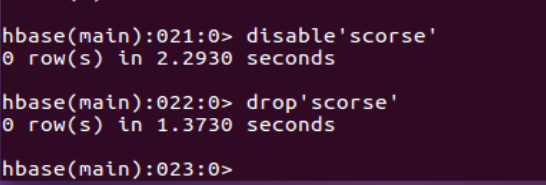 hbase(main):021:0> disable'scorse'
0 row(s) in 2.2930 seconds
hbase(main):022:0> drop'scorse'
0 row(s) in 1.3730 seconds
hbase(main):023:0>